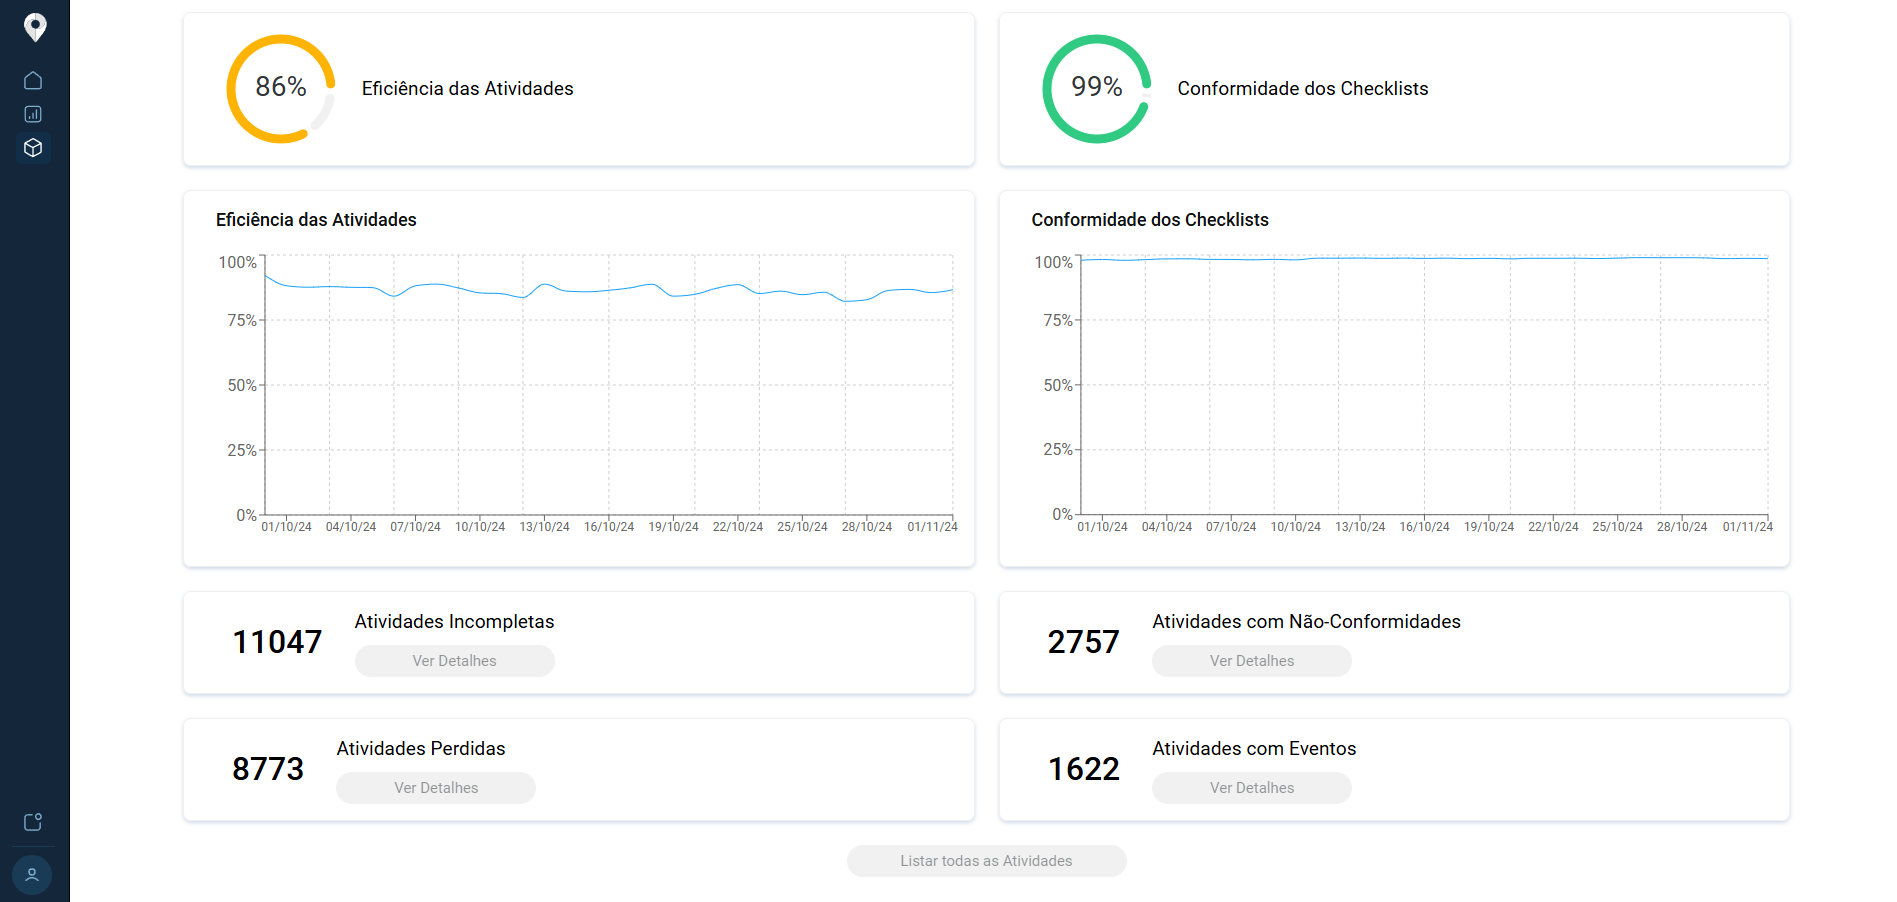 86%
Eficiência das Atividades
99%
Conformidade dos Checklists
Eficiência das Atividades
100%
75%
50%
25%
0%
01/10/24 04/10/24 07/10/24 10/10/24 13/10/24 16/10/24 19/10/24 22/10/24 25/10/24 28/10/24 01/11/24
Conformidade dos Checklists
100%
75%
50%
25%
0%
01/10/24 04/10/24 07/10/24 10/10/24 13/10/24 16/10/24 19/10/24 22/10/24 25/10/24 28/10/24 01/11/24
11047
Atividades Incompletas
Ver Detalhes
2757
Atividades com Não-Conformidades
Ver Detalhes
8773
Atividades Perdidas
Ver Detalhes
1622
Atividades com Eventos
Ver Detalhes
Listar todas as Atividades